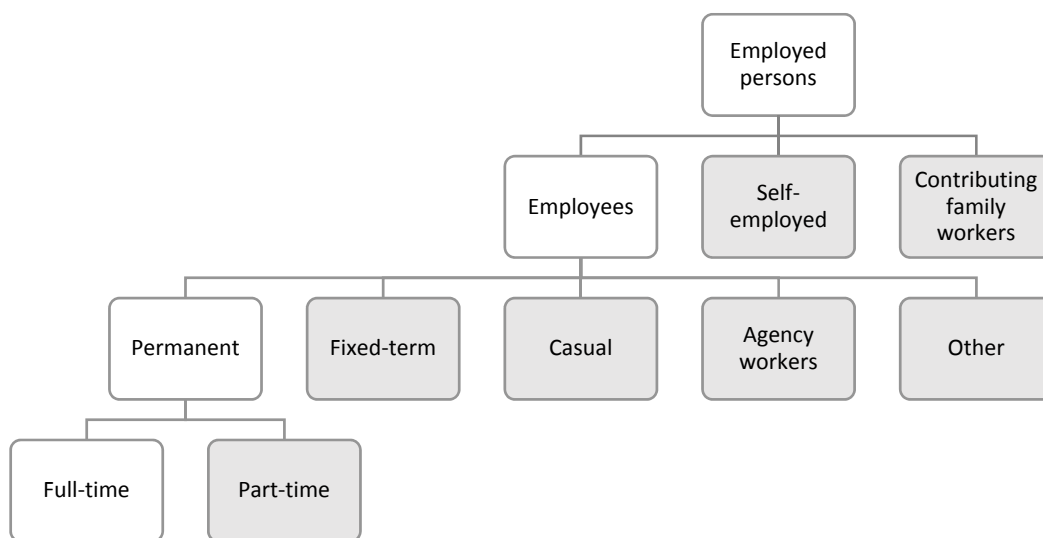 Employed
persons
Employees
Self-
employed
Contributing
family
workers
Permanent
Fixed-term
Casual
Agency
workers
Other
Full-time
Part-time